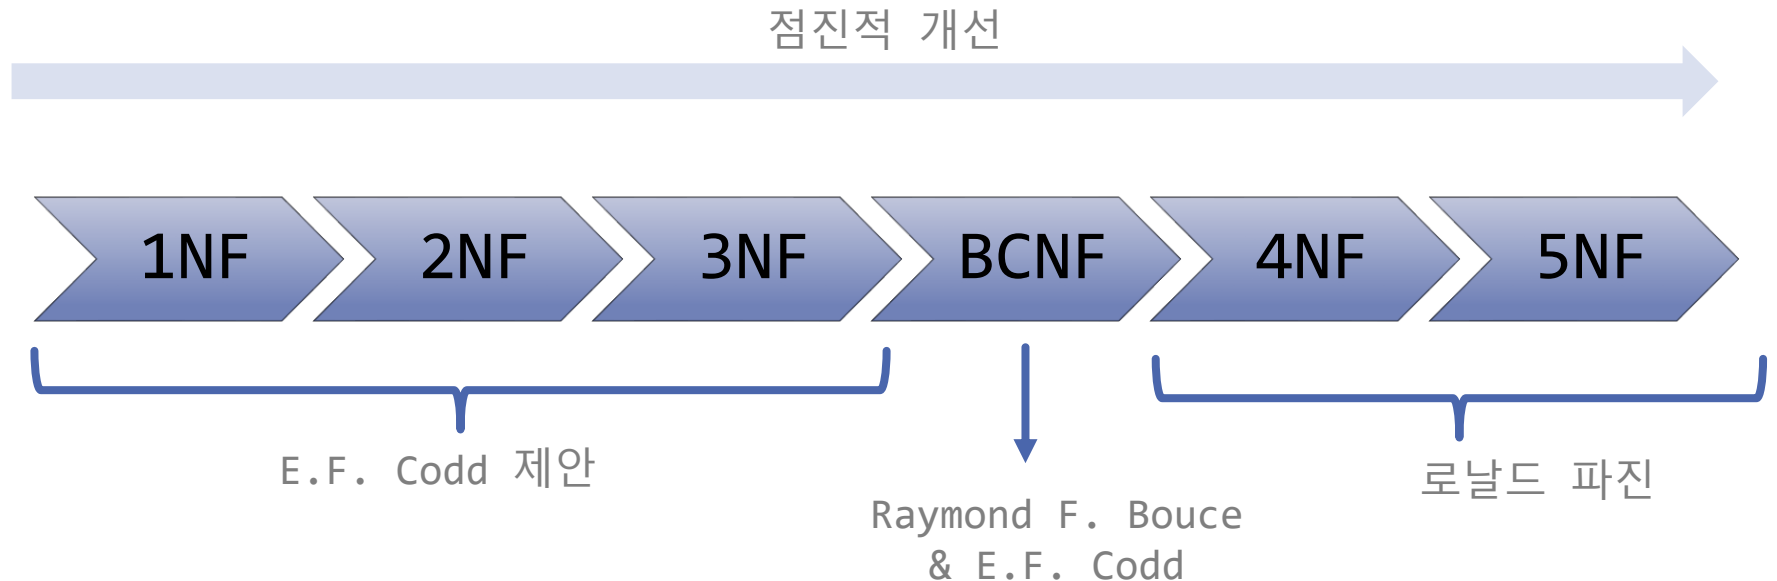 점진적 개선
1NF
2NF
3NF
BCNF
4NF
5NF
E.F. Codd 제안
Raymond F. Bouce
& E.F. Codd
로날드 파진